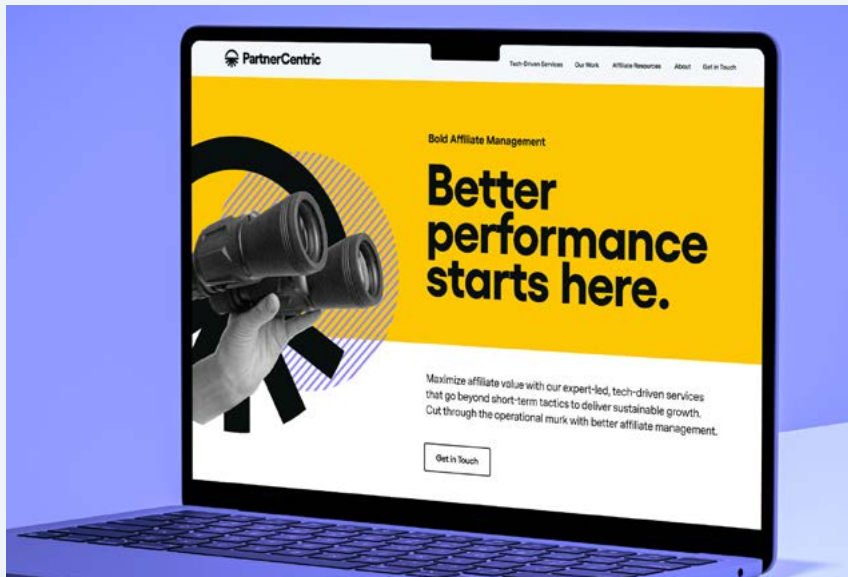 PartnerCentric
Tech-Driven Services Our Work Affiliate Resources About Get in Touch
Bold Affiliate Management
Better
performance
starts here.
Maximize affiliate value with our expert-led, tech-driven services
that go beyond short-term tactics to deliver sustainable growth.
Cut through the operational murk with better affiliate management.
Get in Touch